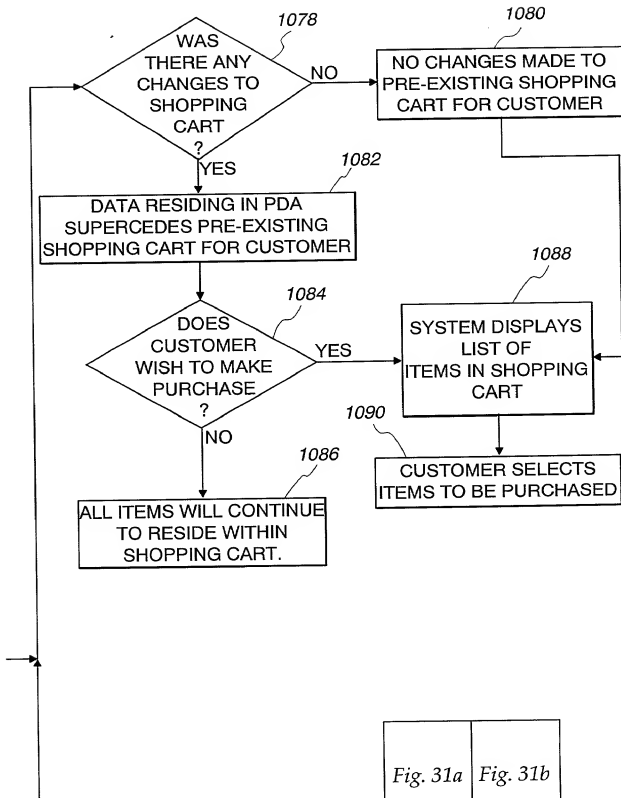 1078
WAS
THERE ANY
CHANGES TO
SHOPPING
CART
?
NO
YES
1080
NO CHANGES MADE TO
PRE-EXISTING SHOPPING
CART FOR CUSTOMER
1082
DATA RESIDING IN PDA
SUPERCEDES PRE-EXISTING
SHOPPING CART FOR CUSTOMER
1084
DOES
CUSTOMER
WISH TO MAKE
PURCHASE
?
YES
NO
1088
SYSTEM DISPLAYS
LIST OF
ITEMS IN SHOPPING
CART
1090
CUSTOMER SELECTS
ITEMS TO BE PURCHASED
1086
ALL ITEMS WILL CONTINUE
TO RESIDE WITHIN
SHOPPING CART.
Fig. 31a
Fig. 31b